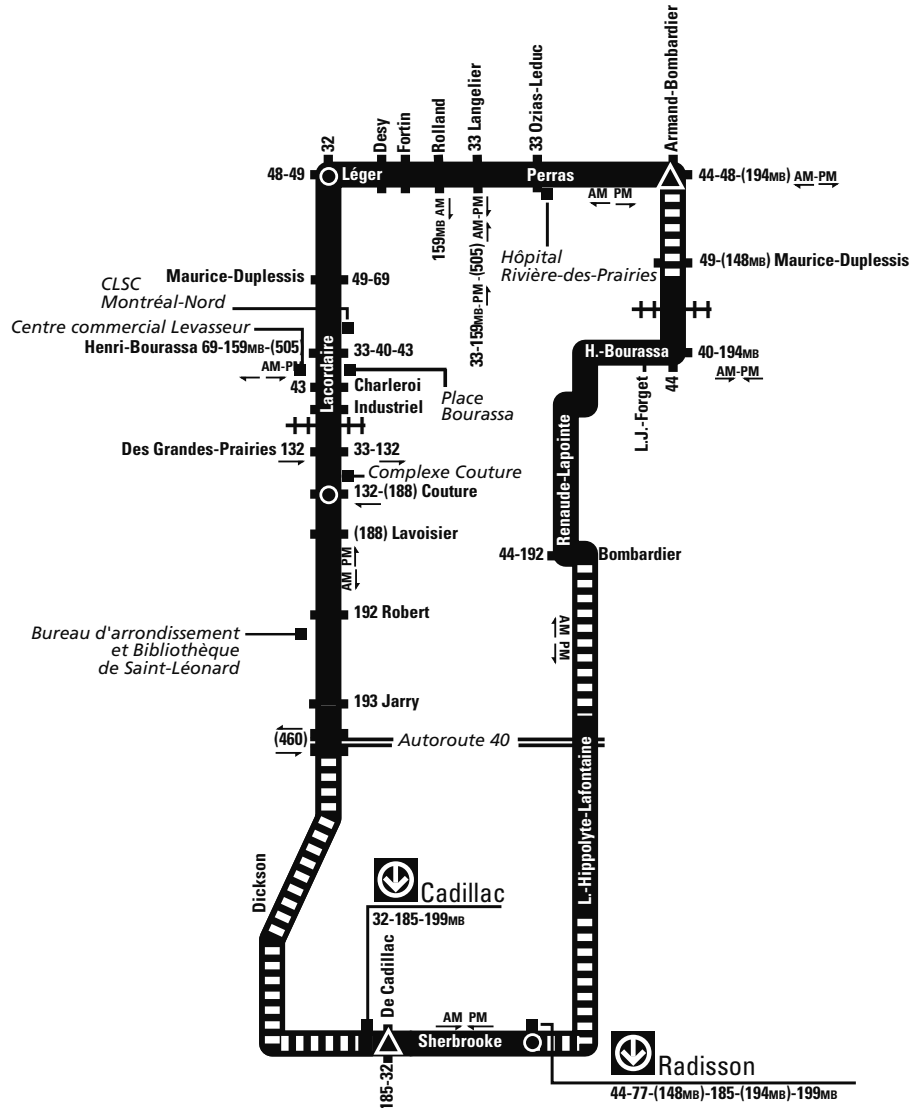 32
Desy
Fortin
Rolland
33 Langelier
33 Ozias-Leduc
Armand-Bombardier
48-49
Léger
Perras
44-48-(194MB) AM-PM
AM PM
159MB AM
33-159MB-PM (505) AM-PM
Hôpital
Rivière-des-Prairies
Maurice-Duplessis
49-69
49-(148MB) Maurice-Duplessis
CLSC
Montréal-Nord
Centre commercial Levasseur
Henri-Bourassa 69-159MB-(505)
AM-PM
33-40-43
Lacordaire
43
Charleroi
Industriel
Place
Bourassa
H.-Bourassa
40-194MB
AM-PM
L.J.-Forget
44
Des Grandes-Prairies 132
33-132
Complexe Couture
132-(188) Couture
Renaude-Lapointe
(188) Lavoisier
AM PM
44-192
Bombardier
192 Robert
Bureau d'arrondissement
et Bibliothèque
de Saint-Léonard
AM PM
193 Jarry
(460)
Autoroute 40
L.-Hippolyte-Lafontaine
Dickson
Cadillac
32-185-199MB
De Cadillac
AM PM
Sherbrooke
185-32
Radisson
44-77-(148MB)-185-(194MB)-199MB